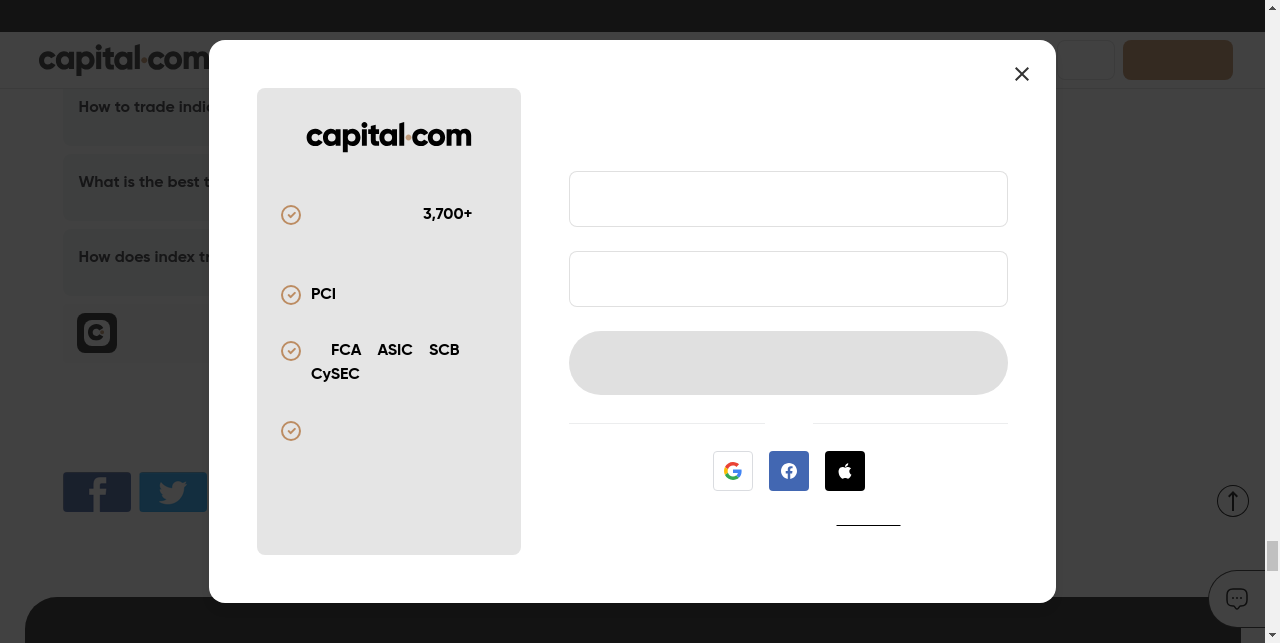 capital.com
How to trade indic
What is the best t
How does index tr
capital.com
3,700+
PCI
FCA ASIC SCB
CySEC